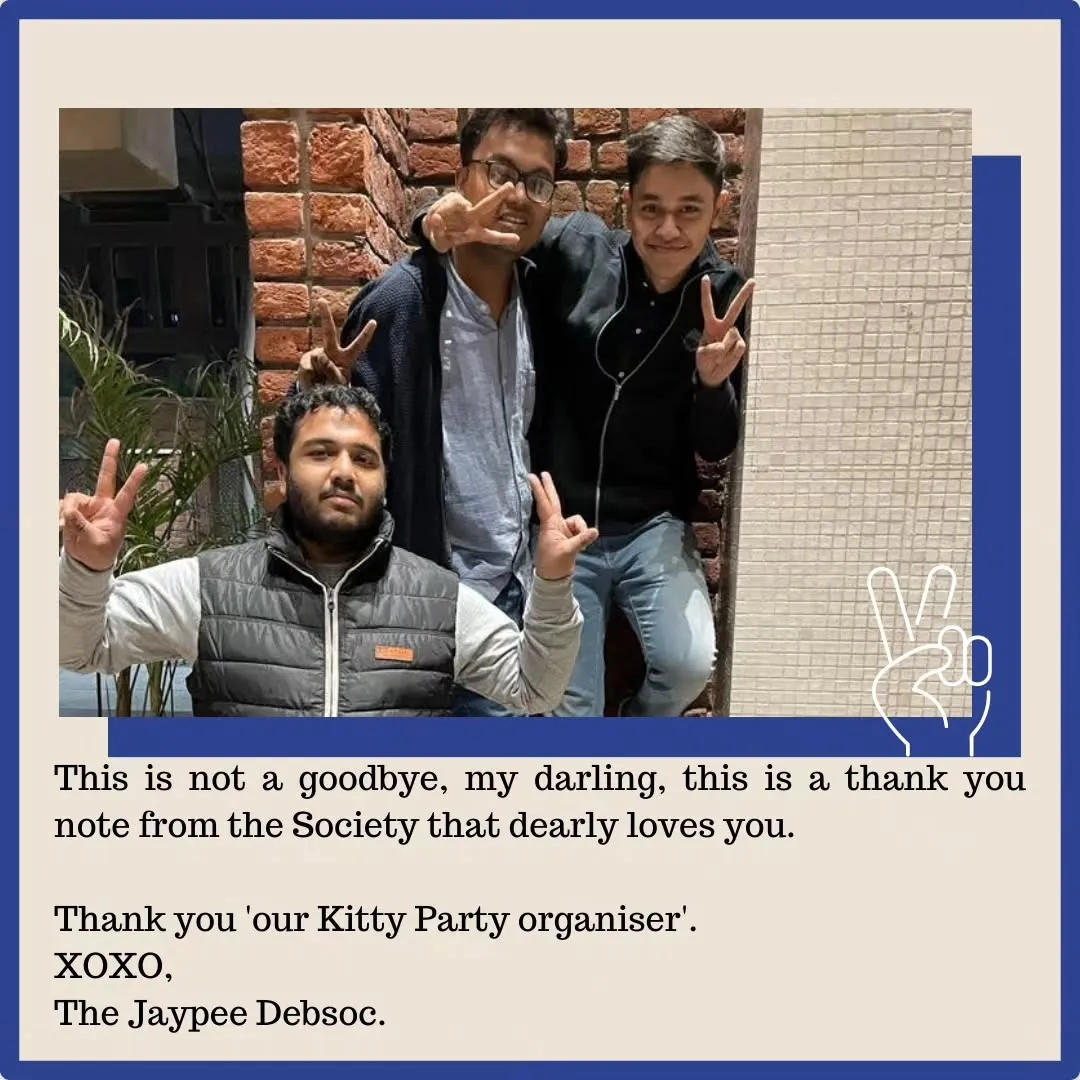 This is not a goodbye, my darling, this is a thank you
note from the Society that dearly loves you.
Thank you 'our Kitty Party organiser'.
XOXO,
The Jaypee Debsoc.